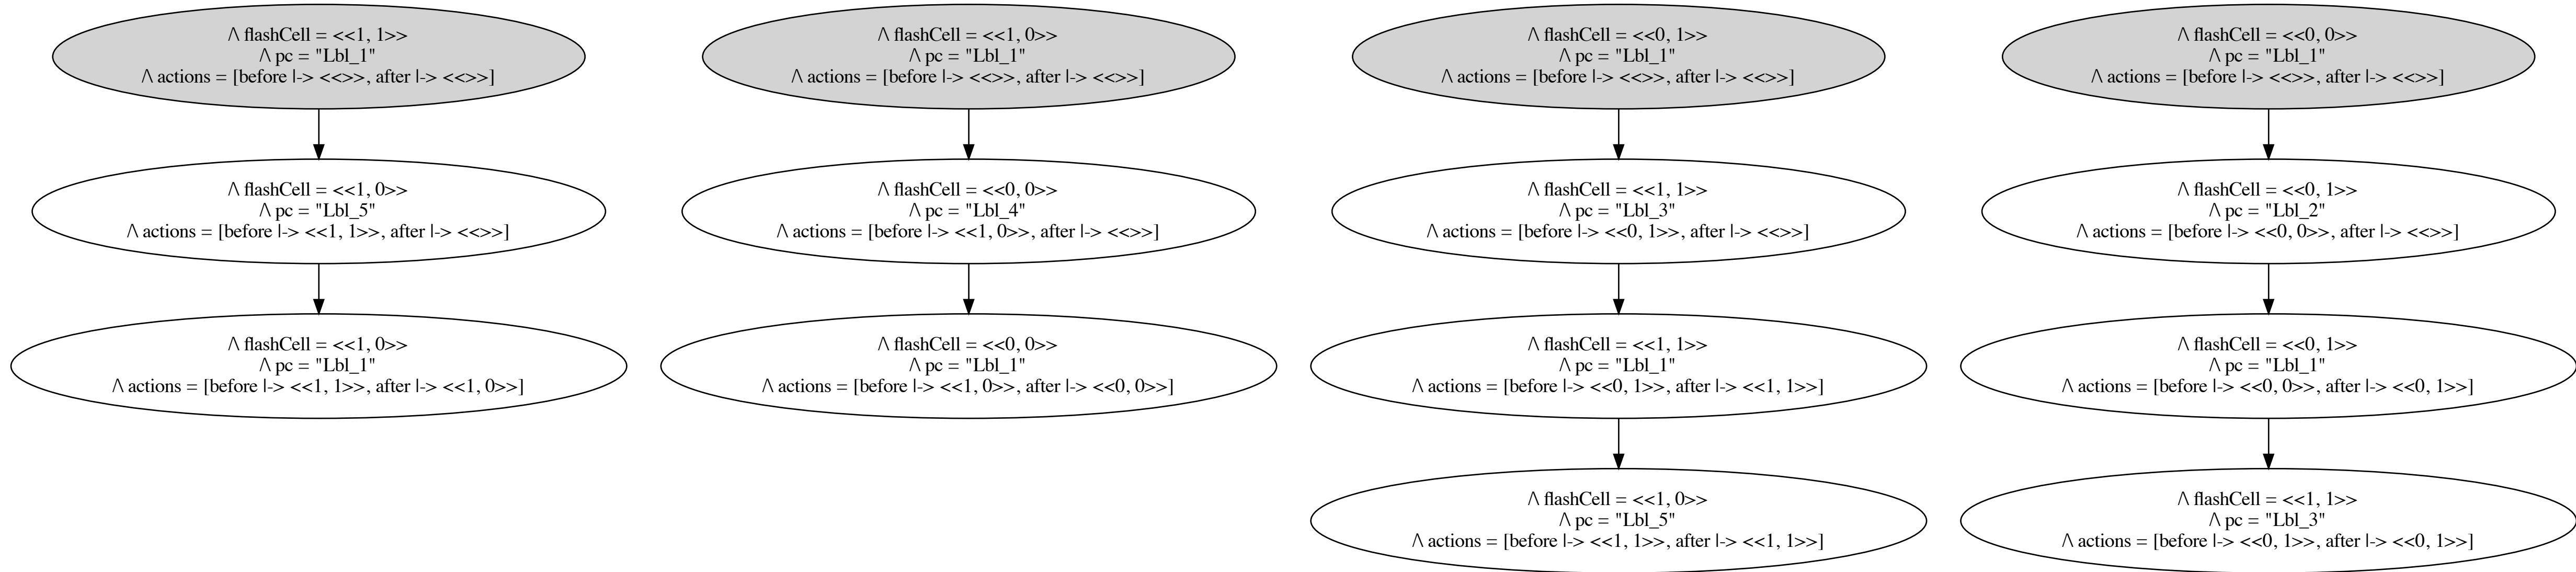 /\ flashCell = <<1, 1>>
/\ pc = "Lbl_1"
/\ actions = [before |-> <<>>, after |-> <<>>]
/\ flashCell = <<1, 0>>
/\ pc = "Lbl_1"
/\ actions = [before |-> <<>>, after |-> <<>>]
/\ flashCell = <<0, 1>>
/\ pc = "Lbl_1"
/\ actions = [before |-> <<>>, after |-> <<>>]
/\ flashCell = <<0, 0>>
/\ pc = "Lbl_1"
/\ actions = [before |-> <<>>, after |-> <<>>]
/\ flashCell = <<1, 0>>
/\ pc = "Lbl_5"
/\ actions = [before |-> <<1, 1>>, after |-> <<>>]
/\ flashCell = <<0, 0>>
/\ pc = "Lbl_4"
/\ actions = [before |-> <<1, 0>>, after |-> <<>>]
/\ flashCell = <<1, 1>>
/\ pc = "Lbl_3"
/\ actions = [before |-> <<0, 1>>, after |-> <<>>]
/\ flashCell = <<0, 1>>
/\ pc = "Lbl_2"
/\ actions = [before |-> <<0, 0>>, after |-> <<>>]
/\ flashCell = <<1, 0>>
/\ pc = "Lbl_1"
/\ actions = [before |-> <<1, 1>>, after |-> <<1, 0>>]
/\ flashCell = <<0, 0>>
/\ pc = "Lbl_1"
/\ actions = [before |-> <<1, 0>>, after |-> <<0, 0>>]
/\ flashCell = <<1, 1>>
/\ pc = "Lbl_1"
/\ actions = [before |-> <<0, 1>>, after |-> <<1, 1>>]
/\ flashCell = <<0, 1>>
/\ pc = "Lbl_1"
/\ actions = [before |-> <<0, 0>>, after |-> <<0, 1>>]
/\ flashCell = <<1, 0>>
/\ pc = "Lbl_5"
/\ actions = [before |-> <<1, 1>>, after |-> <<1, 1>>]
/\ flashCell = <<1, 1>>
/\ pc = "Lbl_3"
/\ actions = [before |-> <<0, 1>>, after |-> <<0, 1>>]